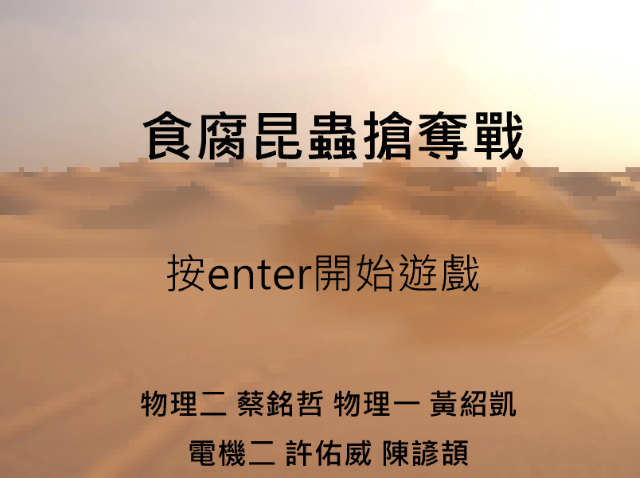 食腐昆蟲搶奪戰
按enter開始遊戲
物理二 蔡銘哲 物理一 黃紹凱
電機二 許佑威 陳諺頡